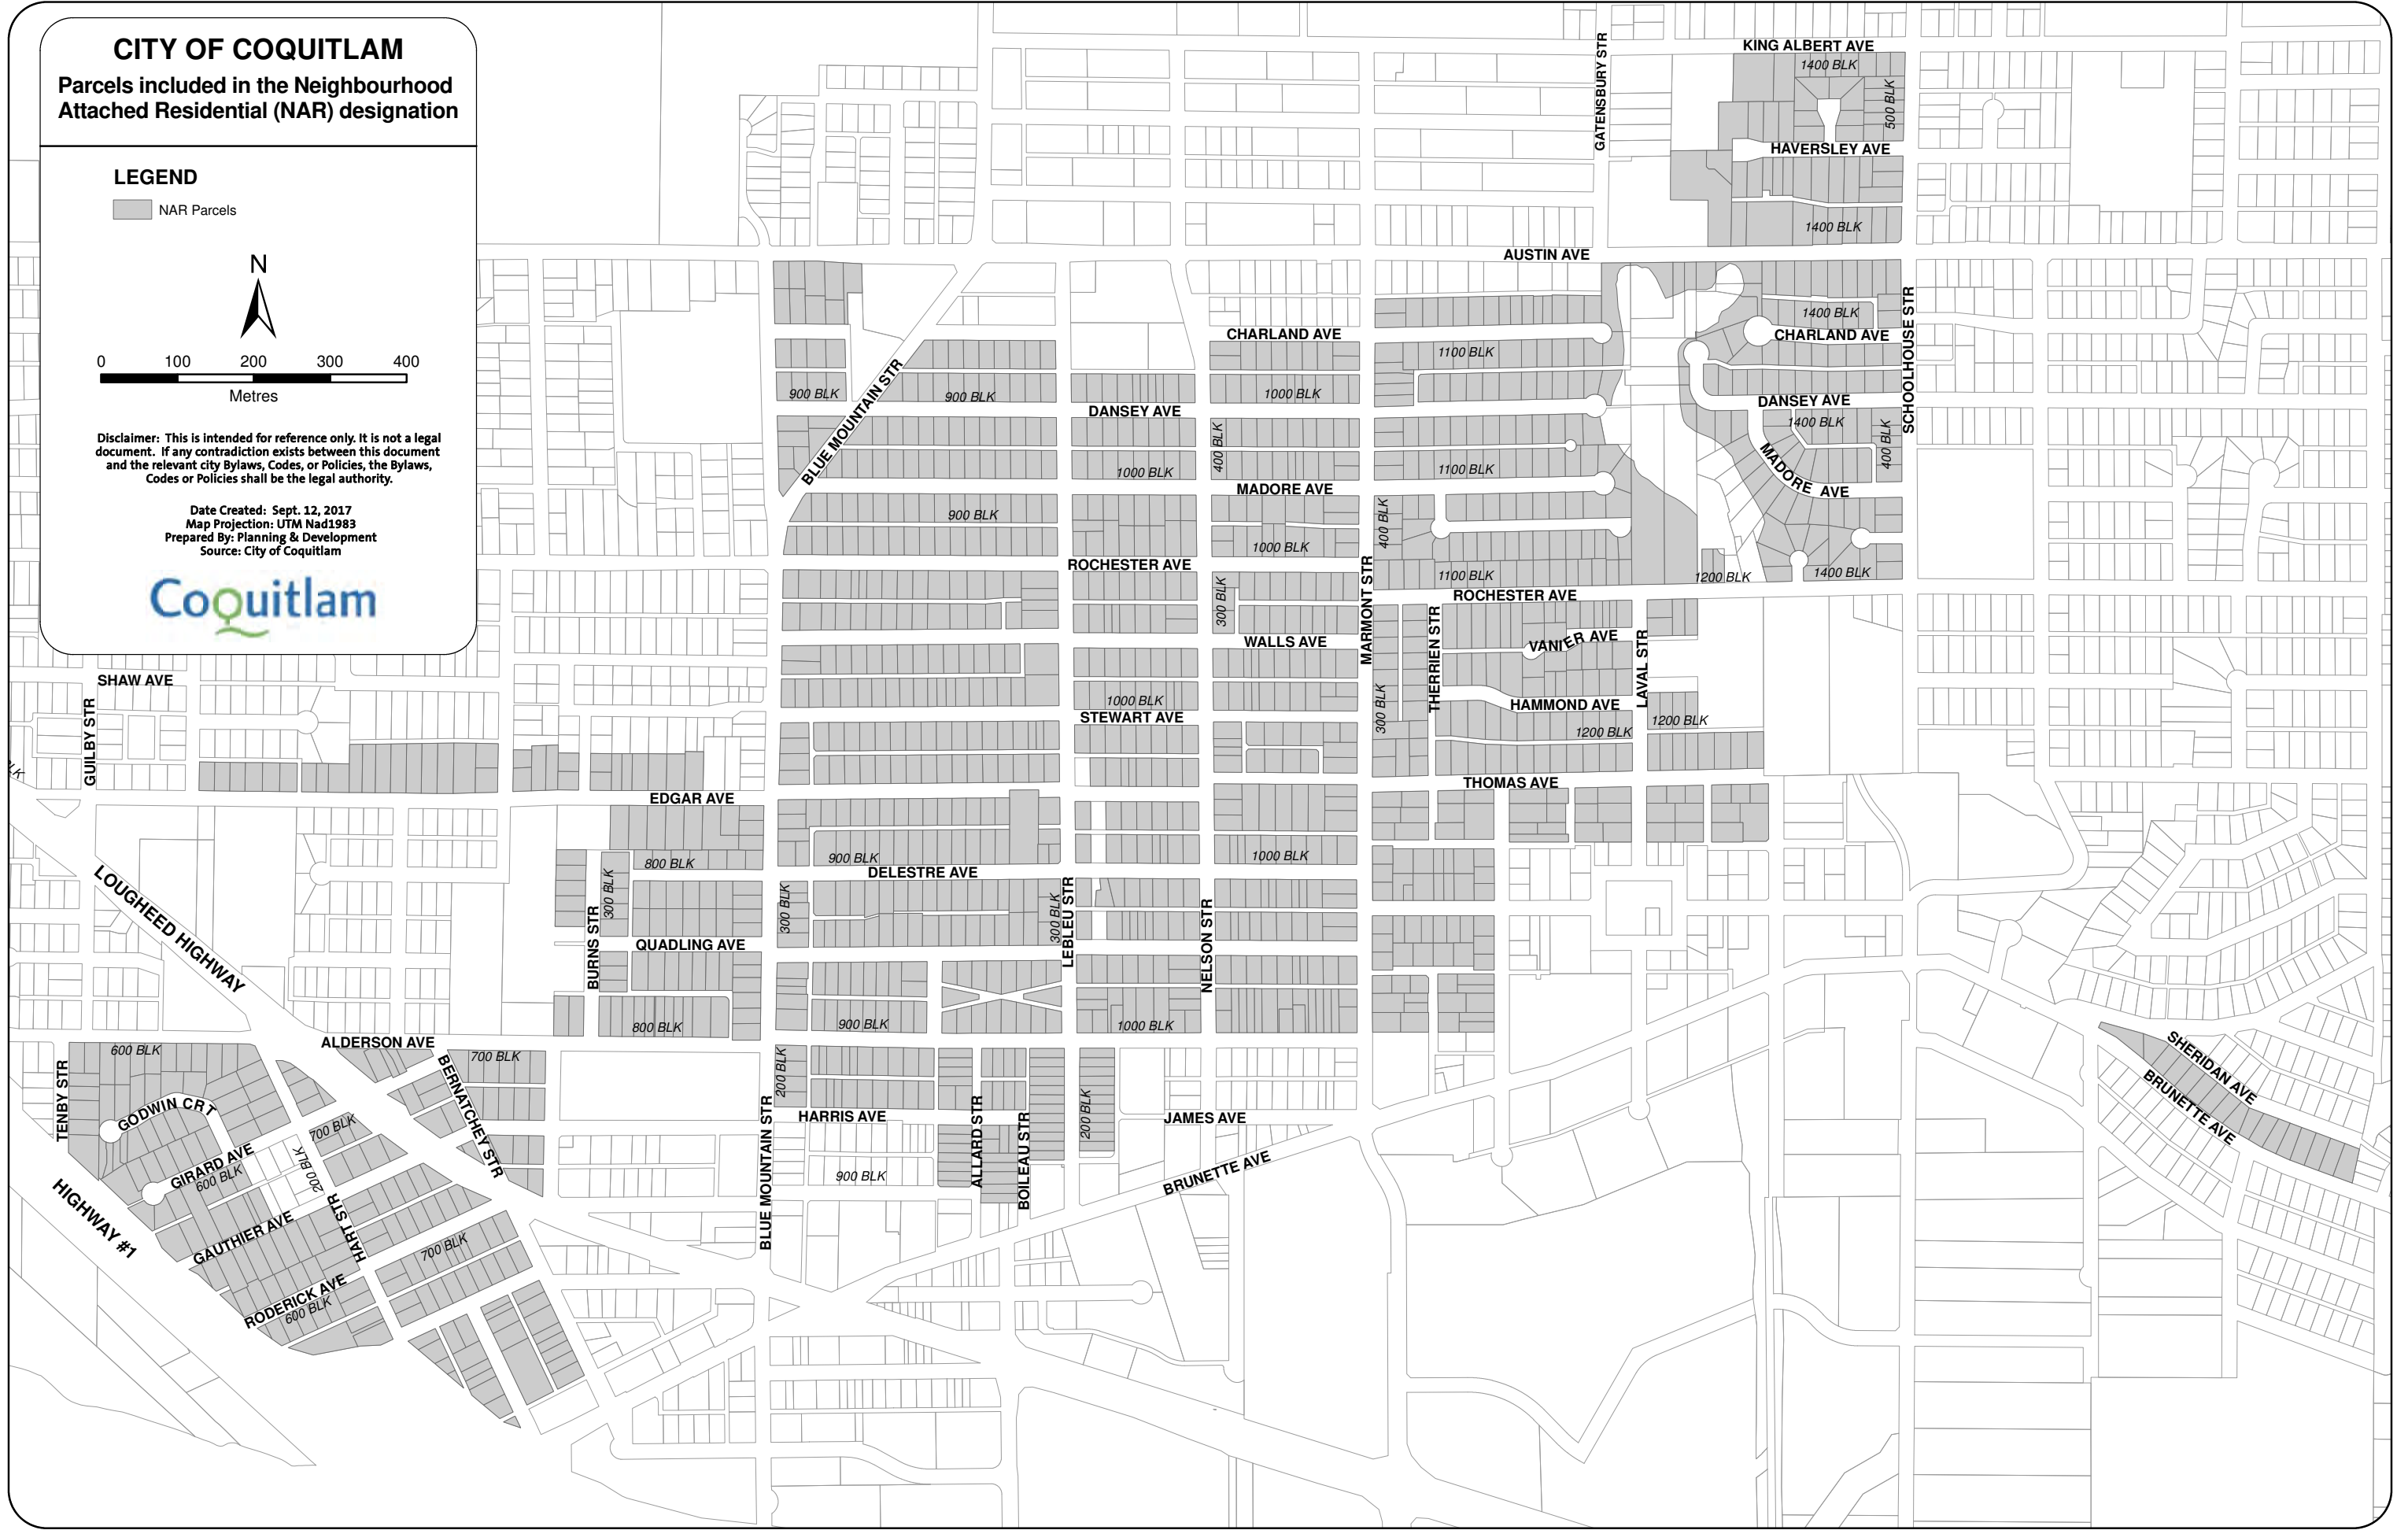 CITY OF COQUITLAM
Parcels included in the Neighbourhood
Attached Residential (NAR) designation
LEGEND
NAR Parcels
N
0 100 200 300 400
Metres
Disclaimer: This is intended for reference only. It is not a legal
document. If any contradiction exists between this document
and the relevant city Bylaws, Codes, or Policies, the Bylaws,
Codes or Policies shall be the legal authority.
Date Created: Sept. 12, 2017
Map Projection: UTM Nad1983
Prepared By: Planning & Development
Source: City of Coquitlam
Coquitlam
GATENSBURY STR
KING ALBERT AVE
1400 BLK
500 BLK
HAVERSLEY AVE
1400 BLK
AUSTIN AVE
1400 BLK
CHARLAND AVE
CHARLAND AVE
SCHOOLHOUSE STR
1100 BLK
900 BLK
BLUE MOUNTAIN STR
900 BLK
1000 BLK
DANSEY AVE
DANSEY AVE
1400 BLK
400 BLK
400 BLK
1000 BLK
1100 BLK
MADORE AVE
MADORE AVE
900 BLK
400 BLK
1000 BLK
ROCHESTER AVE
1100 BLK
1200 BLK
1400 BLK
300 BLK
MARMONT STR
ROCHESTER AVE
WALLS AVE
THERRIEN STR
VANIER AVE
LAVAL STR
SHAW AVE
GUILBY STR
1000 BLK
STEWART AVE
300 BLK
HAMMOND AVE
1200 BLK
1200 BLK
LK
THOMAS AVE
EDGAR AVE
800 BLK
900 BLK
1000 BLK
DELESTRE AVE
LOUGHEED HIGHWAY
300 BLK
BURNS STR
300 BLK
300 BLK
LEBLEU STR
NELSON STR
QUADLING AVE
800 BLK
900 BLK
1000 BLK
ALDERSON AVE
600 BLK
700 BLK
TENBY STR
BERNATCHEY STR
200 BLK
SHERIDAN AVE
BRUNETTE AVE
GODWIN CRT
HARRIS AVE
ALLARD STR
BOILEAU STR
200 BLK
JAMES AVE
700 BLK
GIRARD AVE
600 BLK
200 BLK
BLUE MOUNTAIN STR
900 BLK
BRUNETTE AVE
HIGHWAY #1
GAUTHIER AVE
HART STR
700 BLK
RODERICK AVE
600 BLK